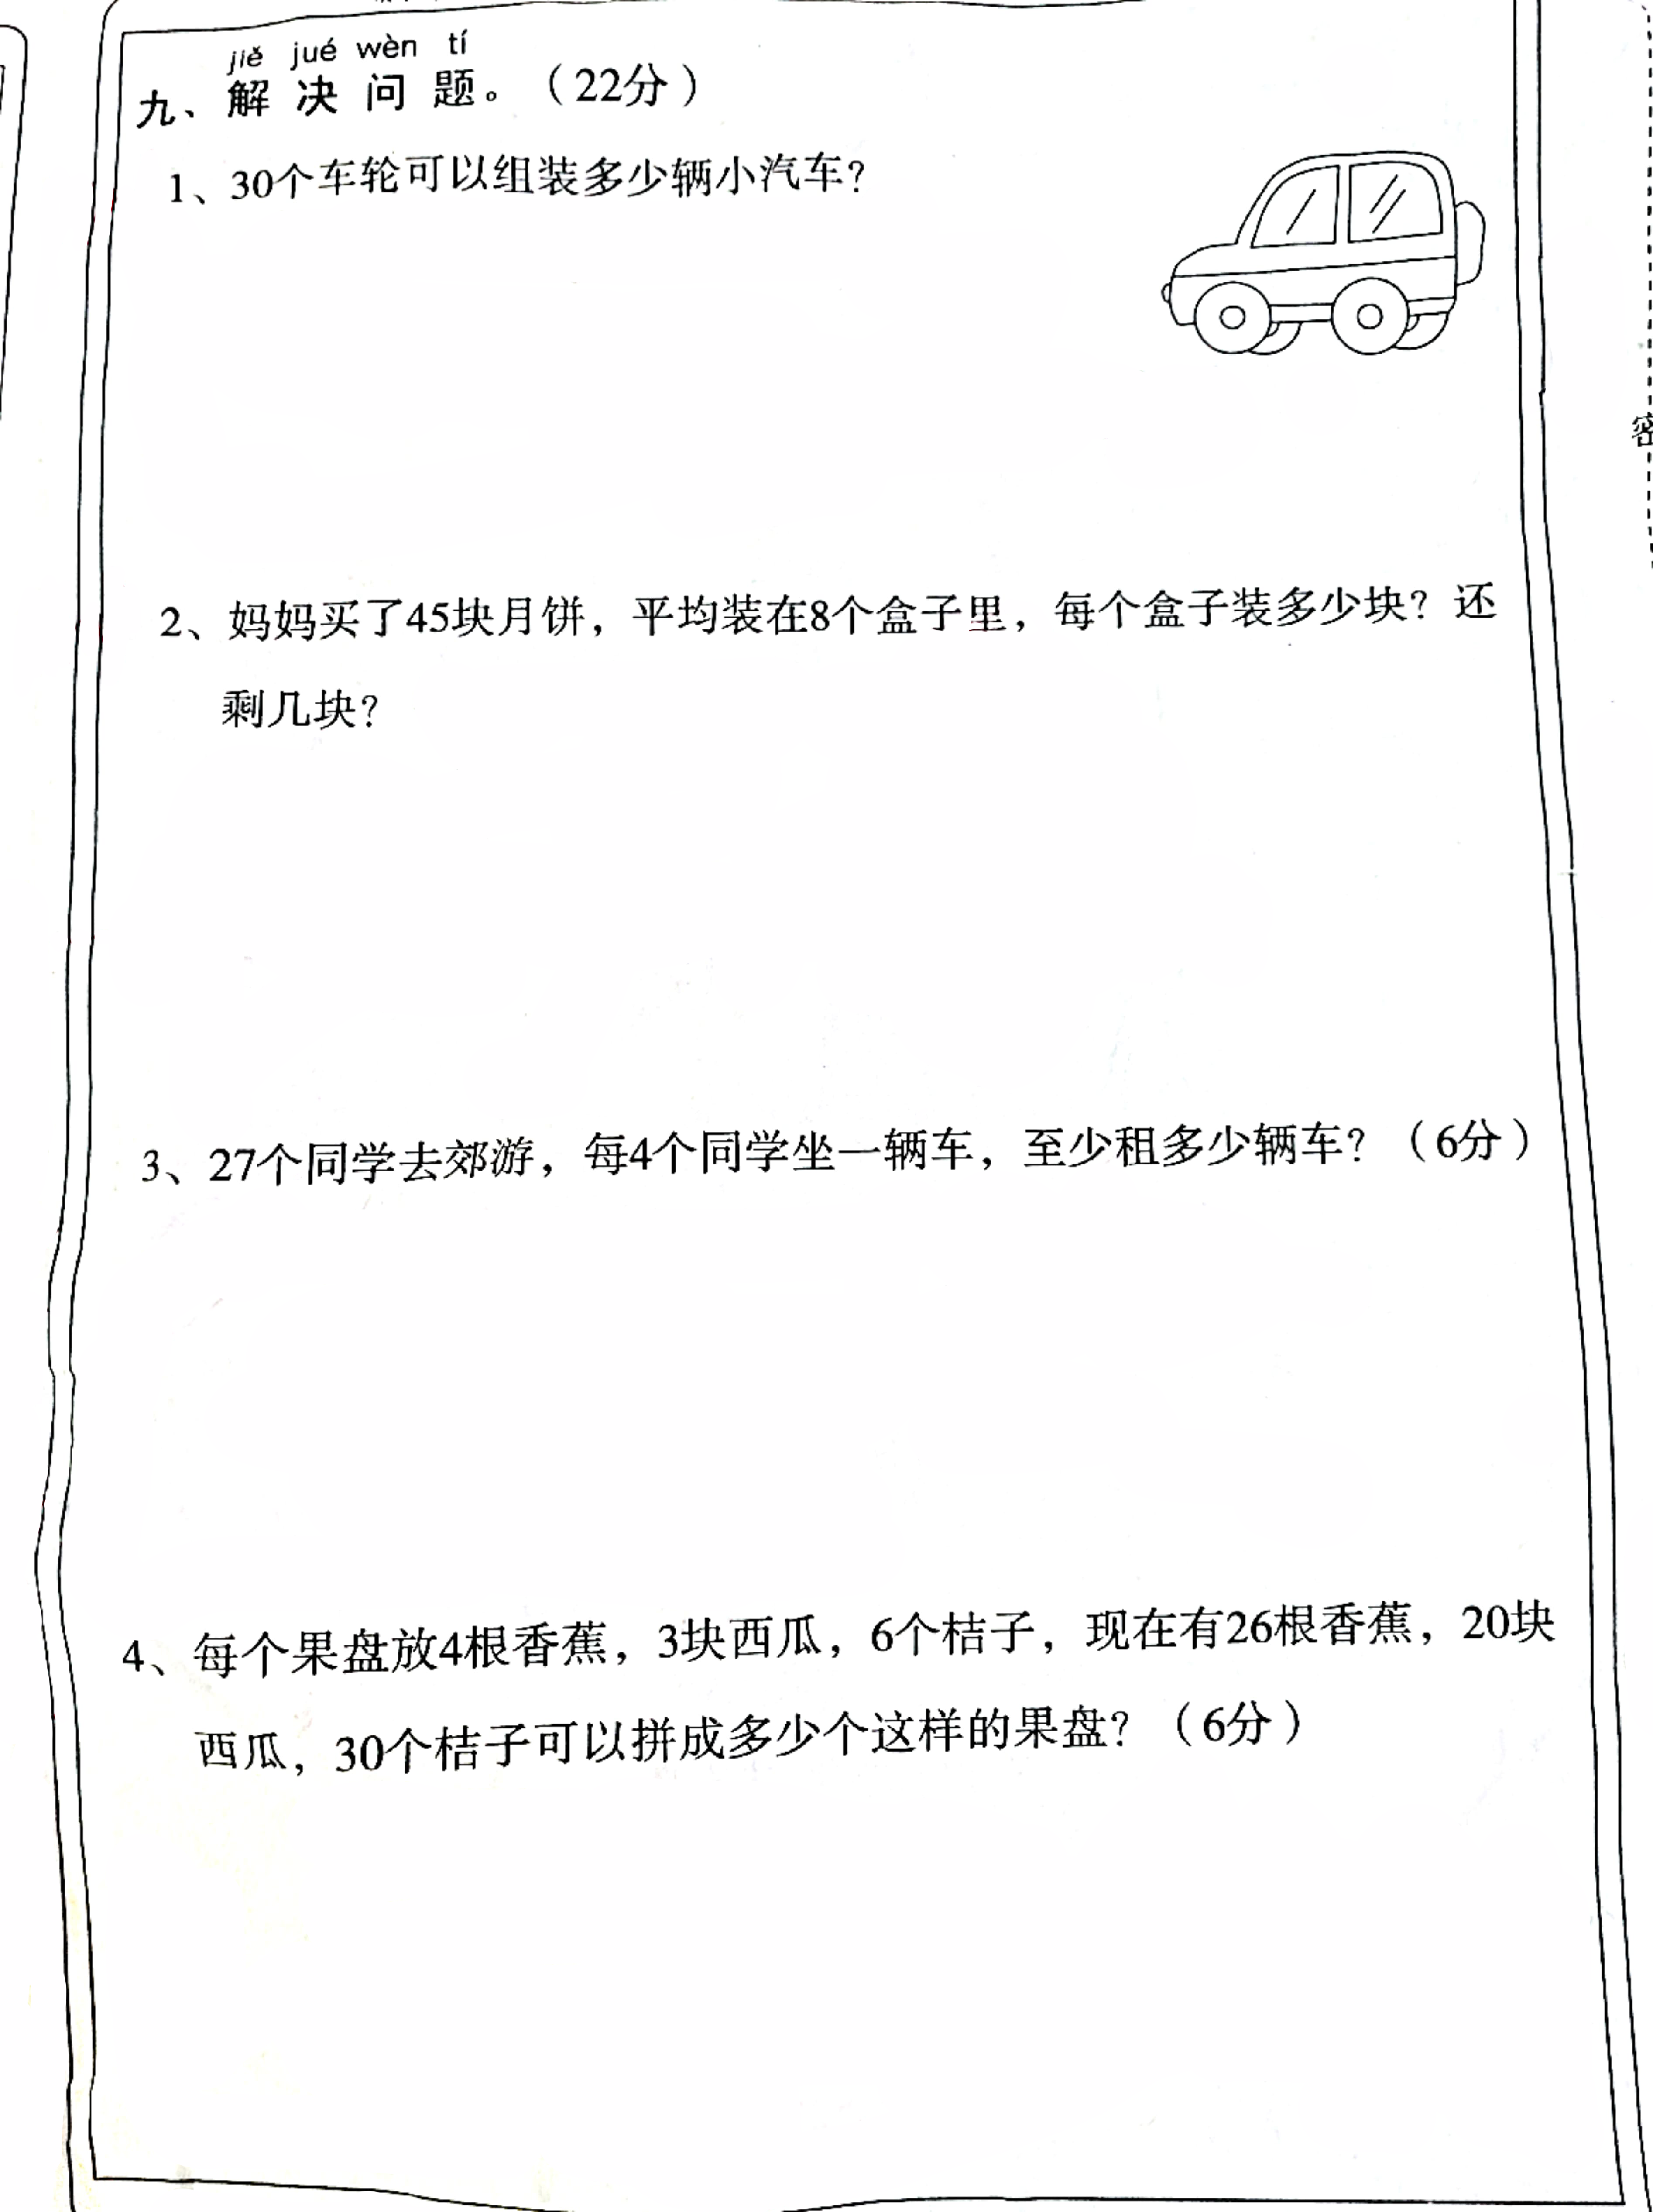 jiě jué wèn tí
九、解决问题。（22分）
1、30个车轮可以组装多少辆小汽车？
2、妈妈买了45块月饼，平均装在8个盒子里，每个盒子装多少块？还
剩几块？
3、27个同学去郊游，每4个同学坐一辆车，至少租多少辆车？（6分）
4、每个果盘放4根香蕉，3块西瓜，6个桔子，现在有26根香蕉，20块
西瓜，30个桔子可以拼成多少个这样的果盘？（6分）
密